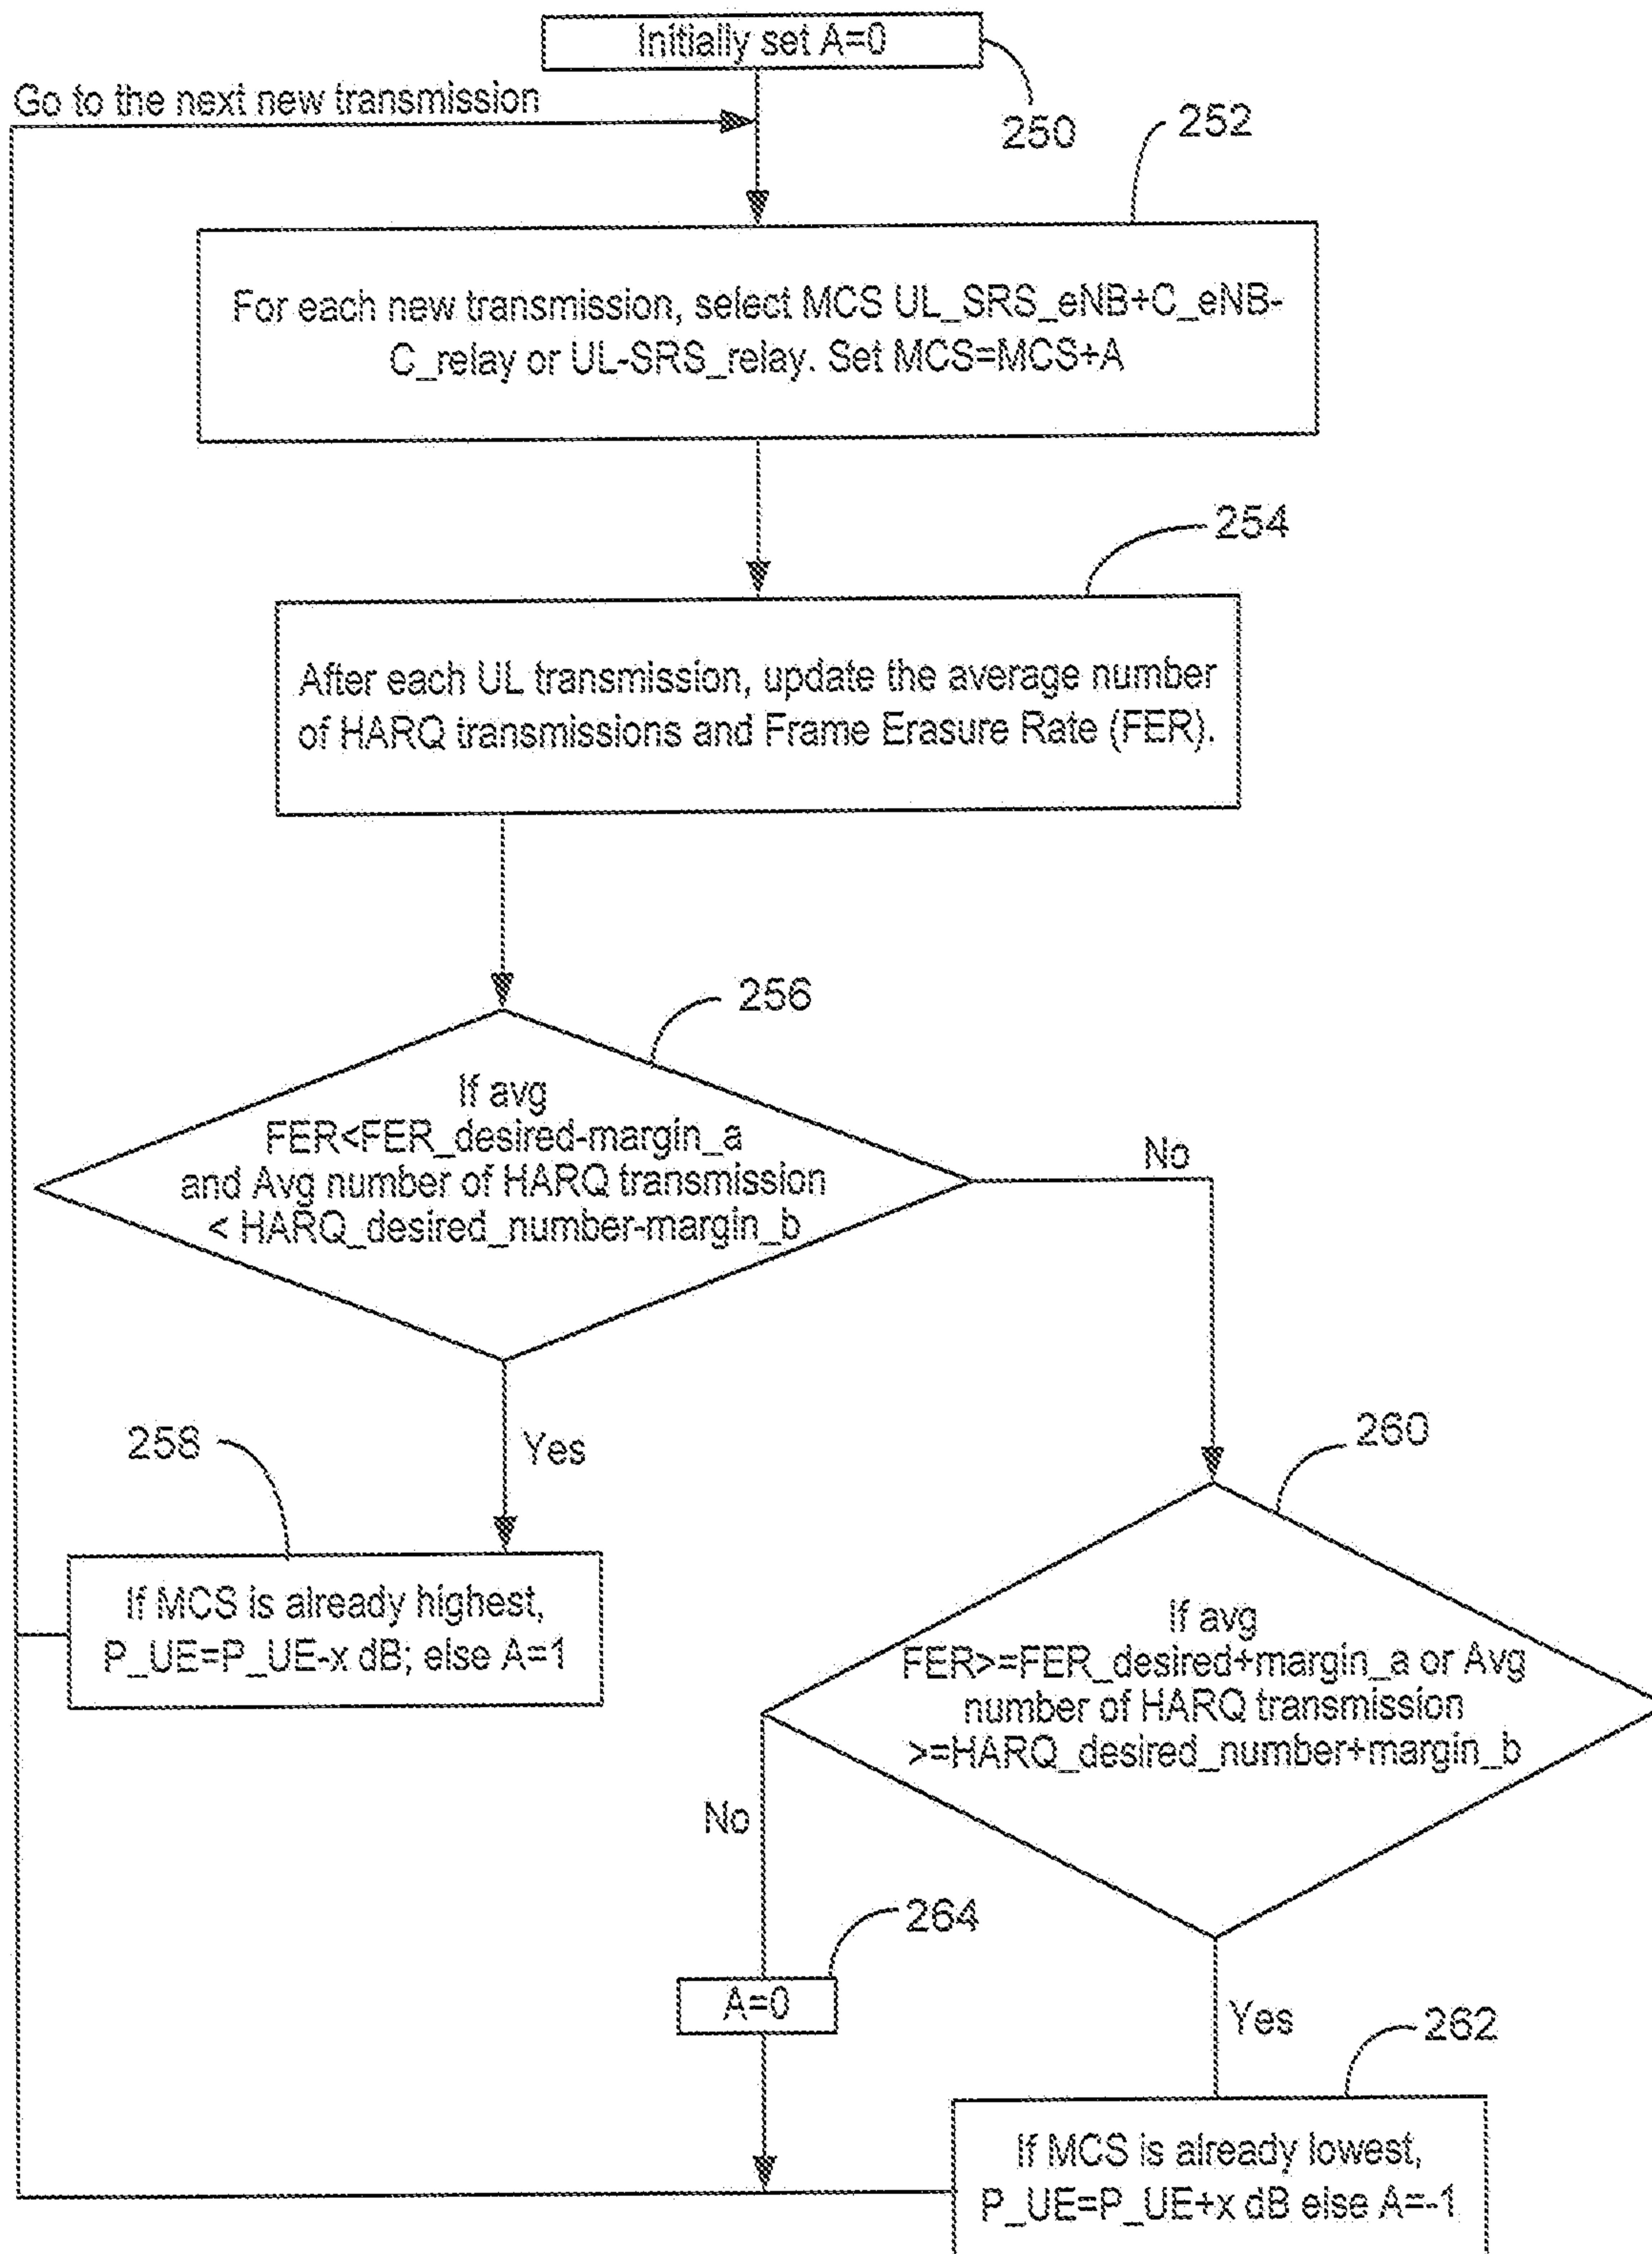 Initially set A=0
250
Go to the next new transmission
252
For each new transmission, select MCS UL_SRS_eNB+C_eNB-
C_relay or UL-SRS_relay. Set MCS=MCS+A
254
After each UL transmission, update the average number
of HARQ transmissions and Frame Erasure Rate (FER).
256
If avg
FER<FER_desired-margin_a
and Avg number of HARQ transmission
< HARQ_desired_number-margin_b
No
Yes
258
If MCS is already highest,
P_UE=P_UE-x dB; else A=1
260
If avg
FER>=FER_desired+margin_a or Avg
number of HARQ transmission
>=HARQ_desired_number+margin_b
No
264
A=0
Yes
262
If MCS is already lowest,
P_UE=P_UE+x dB else A=-1